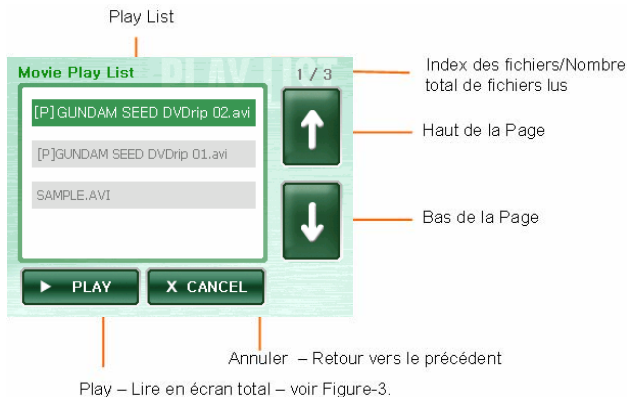 Play List
PLAY LIST
Movie Play List
1 / 3
Index des fichiers/Nombre
total de fichiers lus
[P]GUNDAM SEED DVDrip 02.avi
Haut de la Page
[P]GUNDAM SEED DVDrip 01.avi
SAMPLE.AVI
Bas de la Page
PLAY
X CANCEL
Annuler – Retour vers le précédent
Play – Lire en écran total – voir Figure-3.